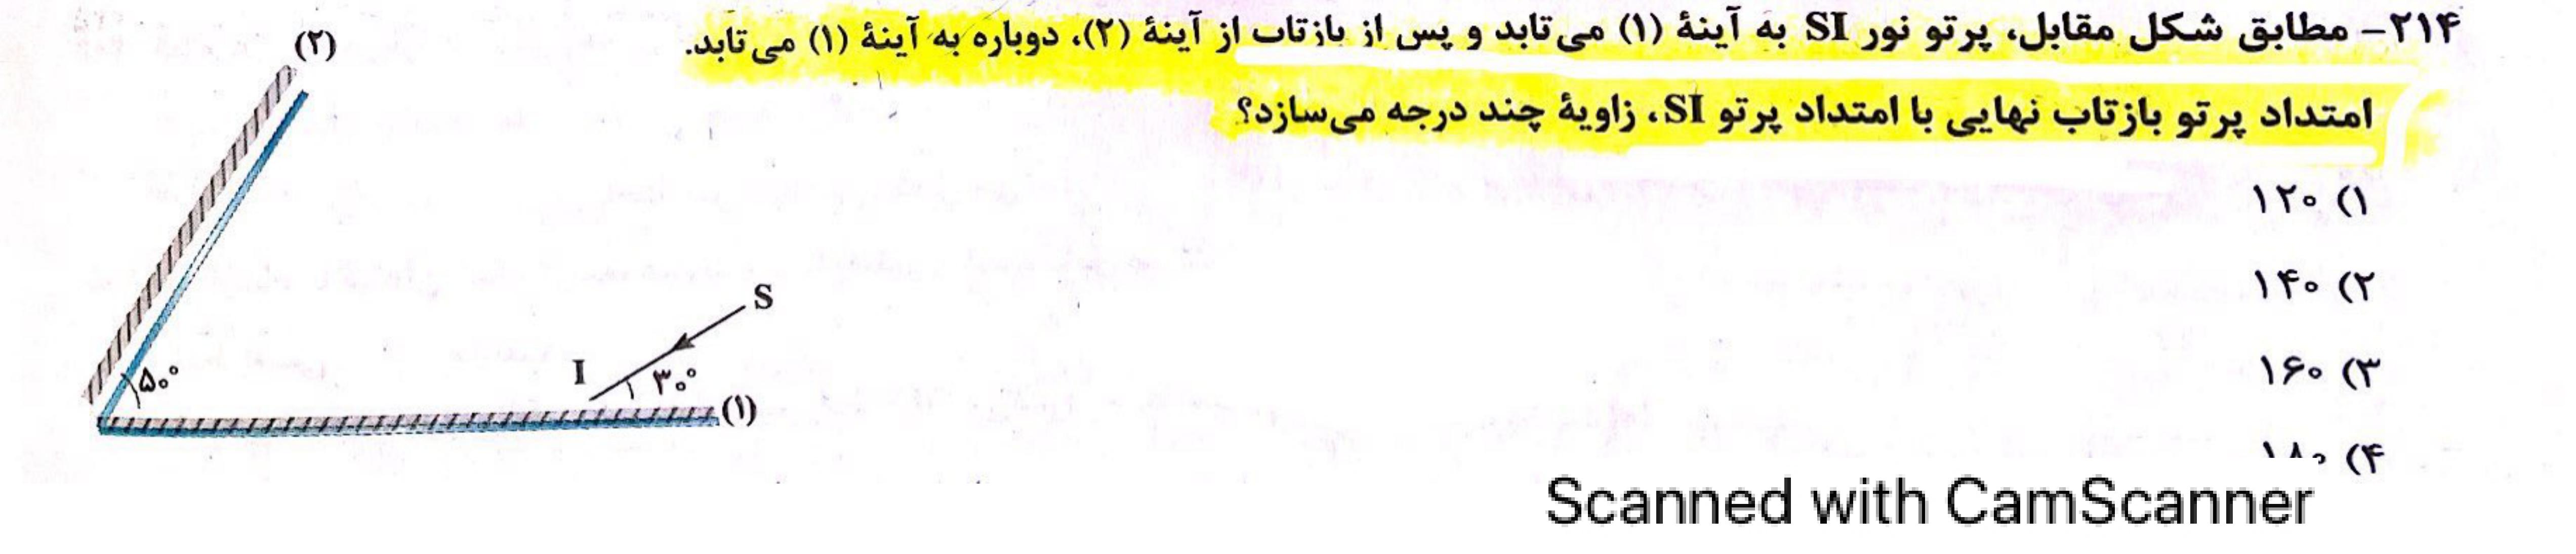 ۲۱۴- مطابق شکل مقابل، پرتو نور SI به آینهٔ (۱) می‌تابد و پس از بازتاب از آینهٔ (۲)، دوباره به آینهٔ (۱) می‌تابد.
امتداد پرتو بازتاب نهایی با امتداد پرتو SI، زاویهٔ چند درجه می‌سازد؟
۱) ۱۲۰
۲) ۱۴۰
۳) ۱۶۰
۴) ۱۸۰
(۲)
S
I
۳۰°
۵۰°
(۱)
Scanned with CamScanner